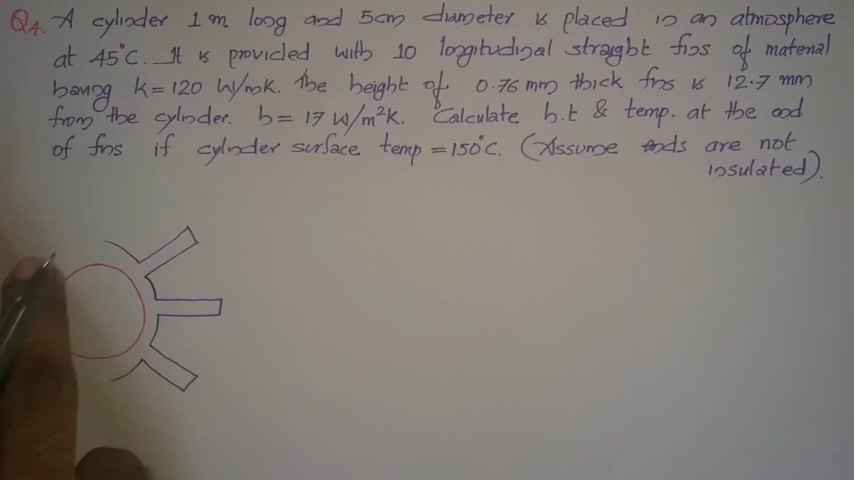 Q4. A cylinder 1m long and 5cm diameter is placed in an atmosphere
at 45°C. It is provided with 10 longitudinal straight fins of material
having k=120 W/mK. The height of 0.76 mm thick fins is 12.7 mm
from the cylinder. h= 17 W/m²K. Calculate h.t & temp. at the end
of fins if cylinder surface temp =150°C. (Assume ends are not
insulated).